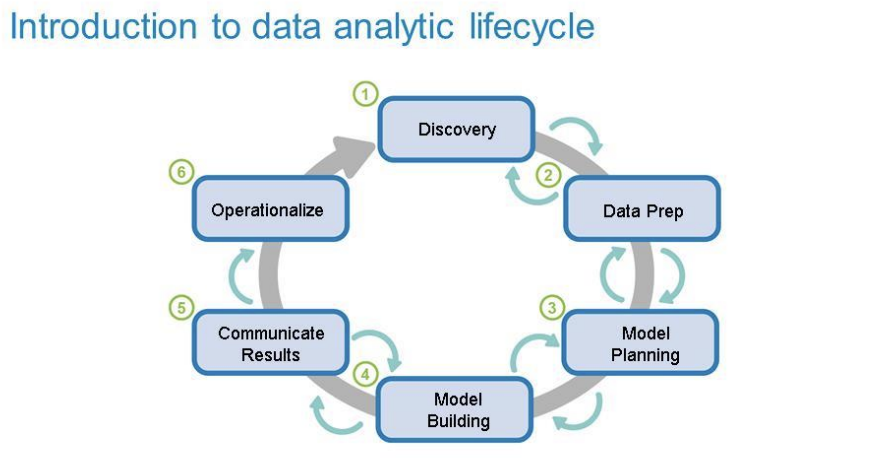 Introduction to data analytic lifecycle
1
Discovery
2
Data Prep
3
Model
Planning
4
Model
Building
5
Communicate
Results
6
Operationalize